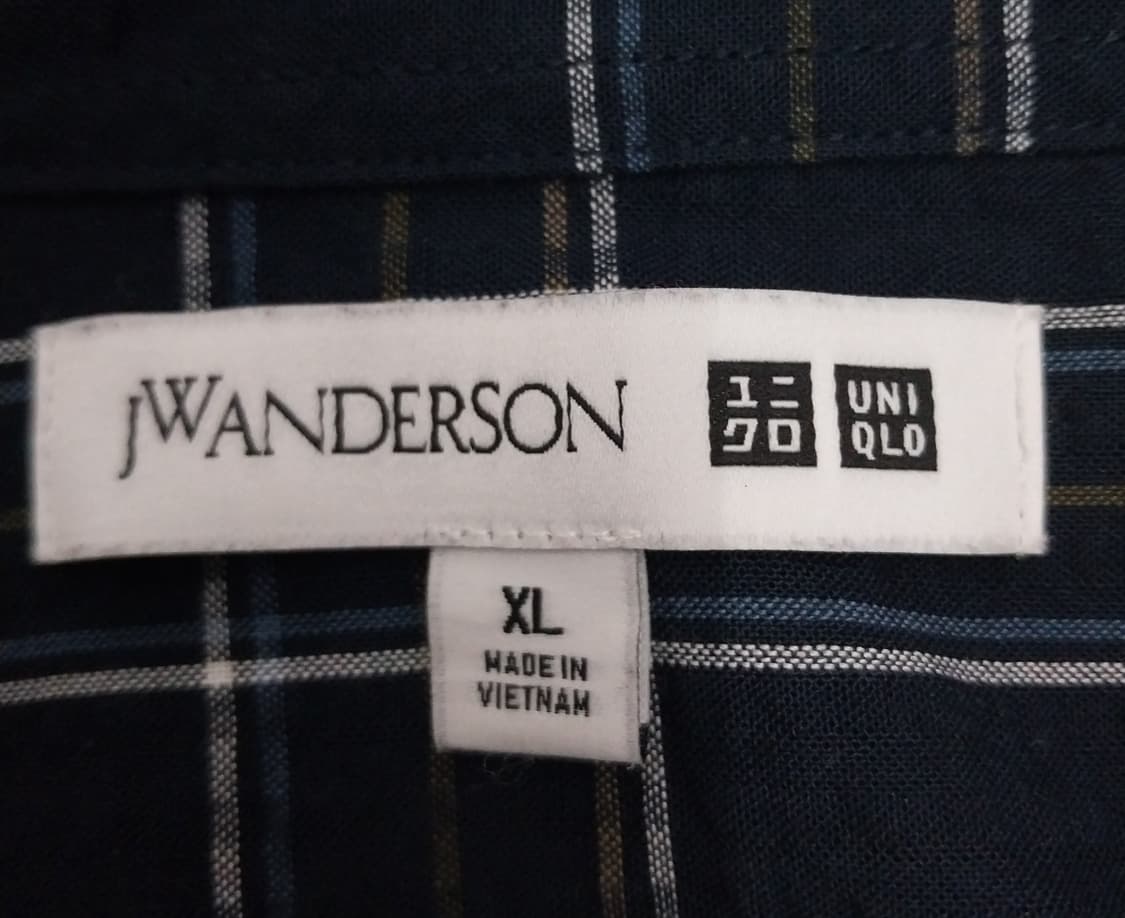 JWANDERSON
ユニ
クロ
UNI
QLO
XL
MADE IN
VIETNAM